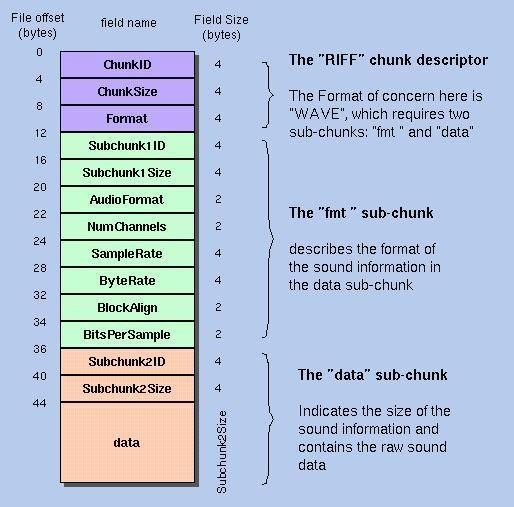 File offset
(bytes)
field name
Field Size
(bytes)
0
ChunkID
4
4
ChunkSize
4
8
Format
4
12
The "RIFF" chunk descriptor
The Format of concern here is
"WAVE", which requires two
sub-chunks: "fmt " and "data"
Subchunk1ID
4
16
Subchunk1Size
4
20
AudioFormat
2
22
NumChannels
2
24
SampleRate
4
28
ByteRate
4
32
BlockAlign
2
34
BitsPerSample
2
36
The "fmt " sub-chunk
describes the format of
the sound information in
the data sub-chunk
Subchunk2ID
4
40
Subchunk2Size
4
44
data
Subchunk2Size
The "data" sub-chunk
Indicates the size of the
sound information and
contains the raw sound
data